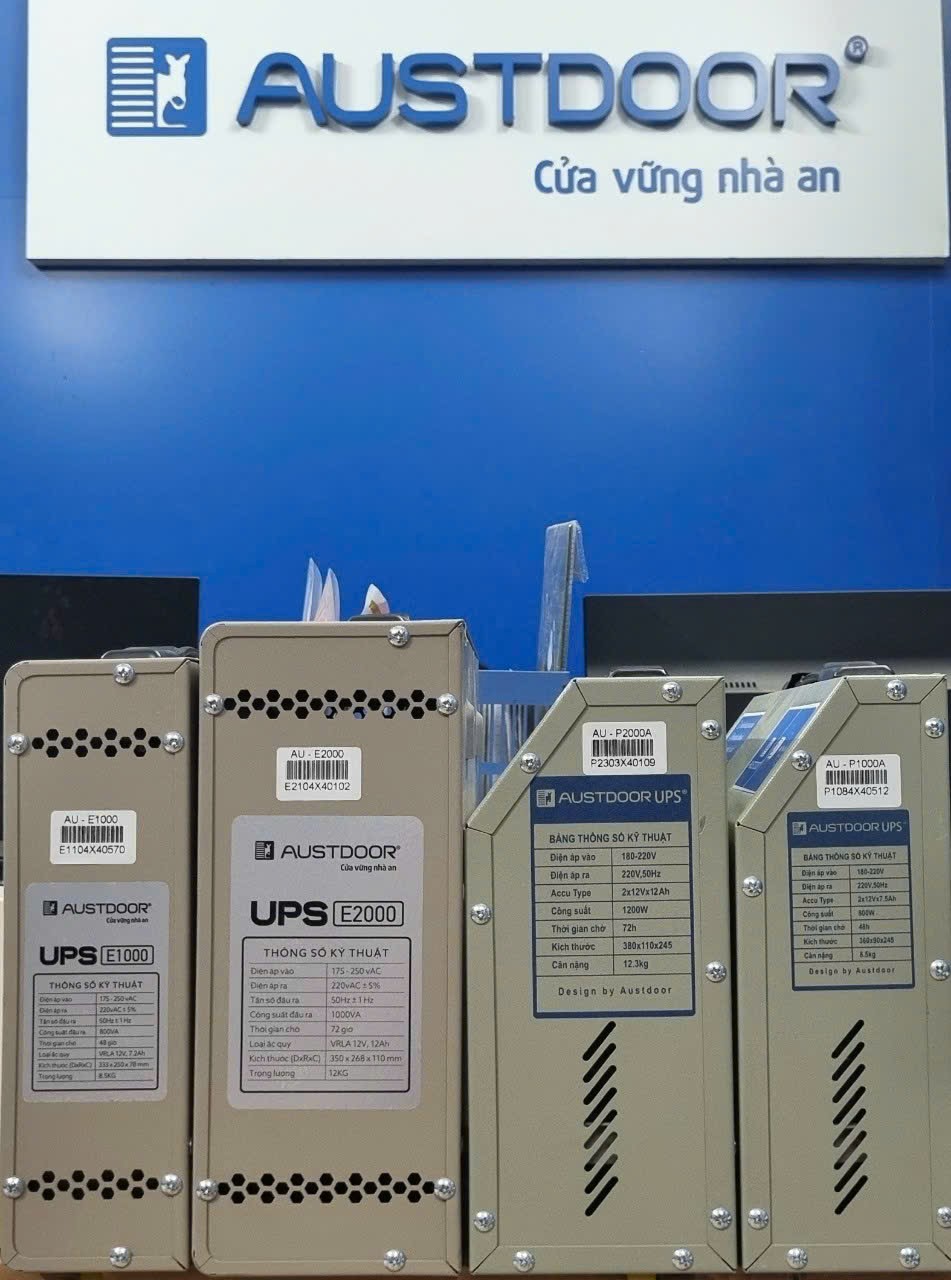 AUSTDOOR®
Cửa vững nhà an
AU - E1000
E1104X40570
AUSTDOOR®
Cửa vững nhà an
UPS E1000
THÔNG SỐ KỸ THUẬT
Điện áp vào 175 - 250 vAC
Điện áp ra 220vAC ± 5%
Tần số đầu ra 50Hz ± 1 Hz
Công suất đầu ra 800VA
Thời gian chờ 48 giờ
Loại ắc quy VRLA 12V, 7.2Ah
Kích thước (DxRxC) 333 x 250 x 78 mm
Trọng lượng 8.5KG
AU - E2000
E2104X40102
AUSTDOOR®
Cửa vững nhà an
UPS E2000
THÔNG SỐ KỸ THUẬT
Điện áp vào 175 - 250 vAC
Điện áp ra 220vAC ± 5%
Tần số đầu ra 50Hz ± 1 Hz
Công suất đầu ra 1000VA
Thời gian chờ 72 giờ
Loại ắc quy VRLA 12V, 12Ah
Kích thước (DxRxC) 350 x 268 x 110 mm
Trọng lượng 12KG
AU - P2000A
P2303X40109
AUSTDOOR UPS®
BẢNG THÔNG SỐ KỸ THUẬT
Điện áp vào 180-220V
Điện áp ra 220V,50Hz
Accu Type 2x12Vx12Ah
Công suất 1200W
Thời gian chờ 72h
Kích thước 380x110x245
Cân nặng 12.3kg
Design by Austdoor
AU - P1000A
P1084X40512
AUSTDOOR UPS®
BẢNG THÔNG SỐ KỸ THUẬT
Điện áp vào 180-220V
Điện áp ra 220V,50Hz
Accu Type 2x12Vx7.5Ah
Công suất 600W
Thời gian chờ 48h
Kích thước 368x90x245
Cân nặng 8.5kg
Design by Austdoor